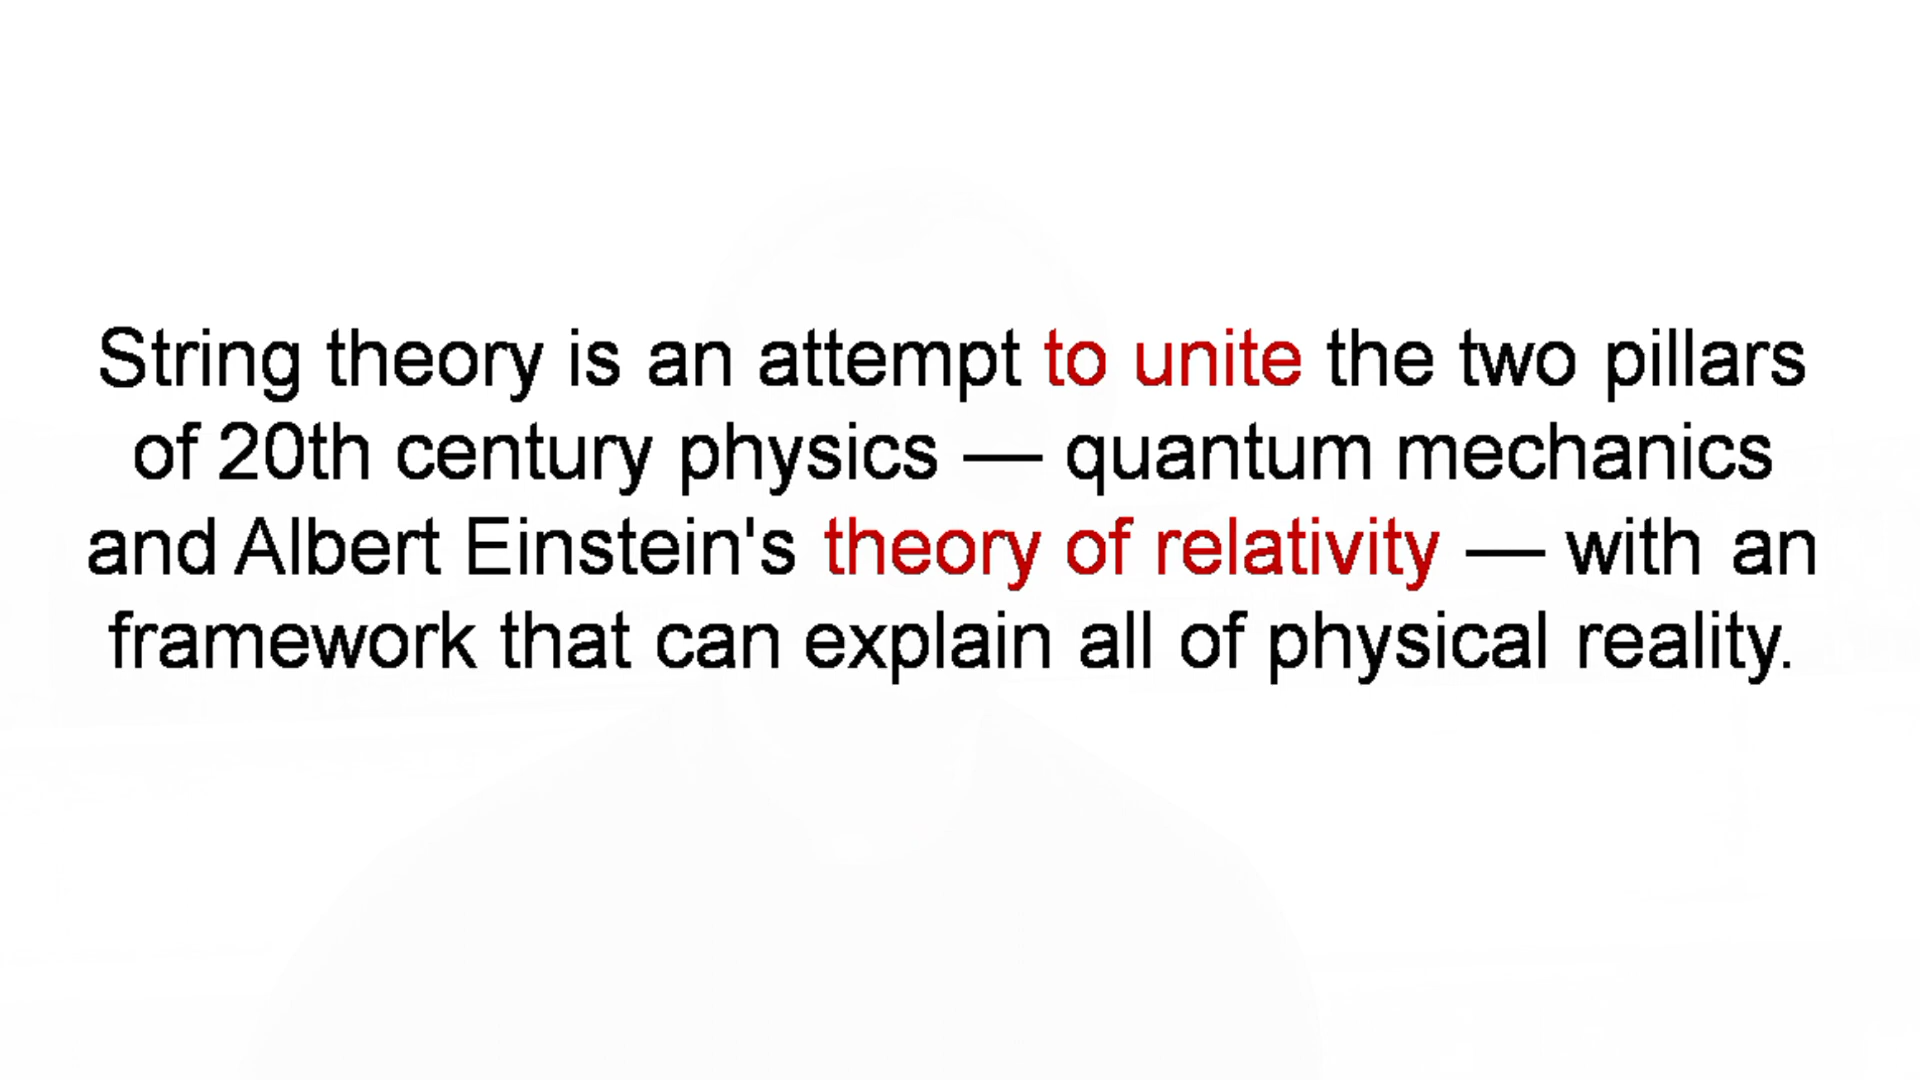 String theory is an attempt to unite the two pillars
of 20th century physics — quantum mechanics
and Albert Einstein's theory of relativity — with an
framework that can explain all of physical reality.